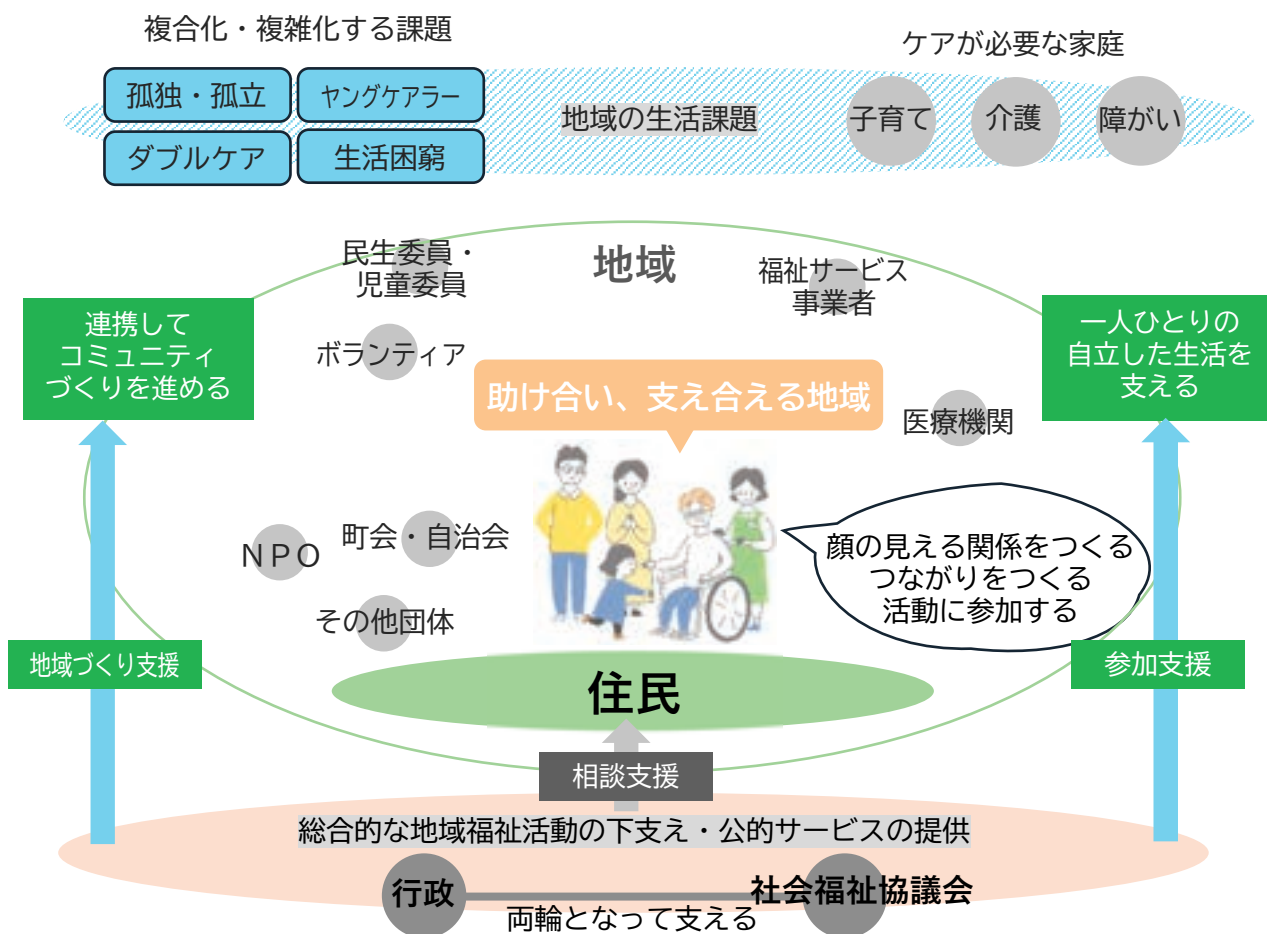 複合化・複雑化する課題
ケアが必要な家庭
孤独・孤立
ヤングケアラー
ダブルケア
生活困窮
地域の生活課題
子育て
介護
障がい
地域
民生委員・
児童委員
福祉サービス
事業者
連携して
コミュニティ
づくりを進める
ボランティア
一人ひとりの
自立した生活を
支える
助け合い、支え合える地域
医療機関
ＮＰＯ
町会・自治会
その他団体
顔の見える関係をつくる
つながりをつくる
活動に参加する
地域づくり支援
参加支援
住民
相談支援
総合的な地域福祉活動の下支え・公的サービスの提供
行政
社会福祉協議会
両輪となって支える